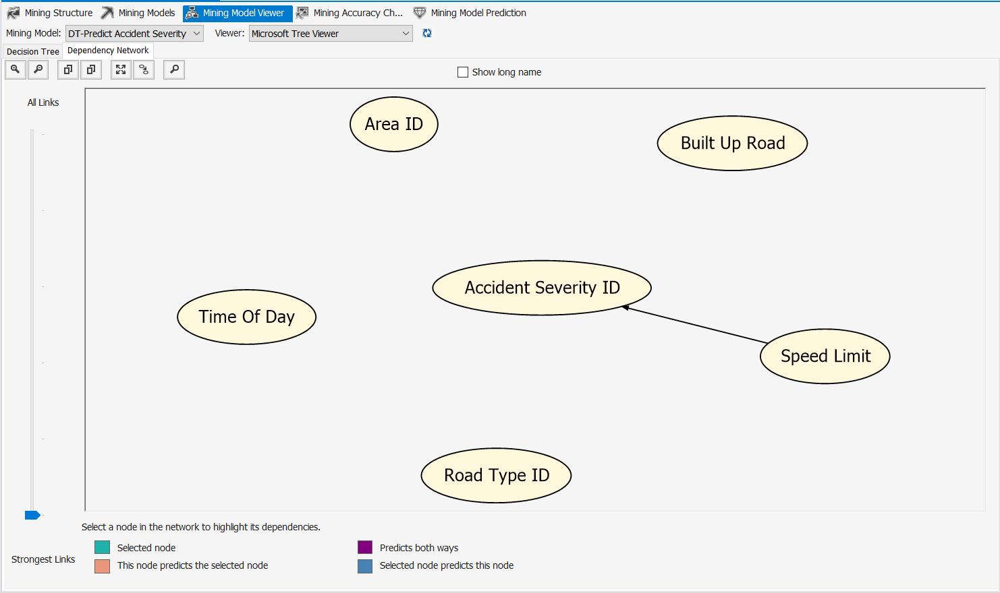 Mining Structure Mining Models Mining Model Viewer Mining Accuracy Ch... Mining Model Prediction
Mining Model: DT-Predict Accident Severity Viewer: Microsoft Tree Viewer
Decision Tree Dependency Network
Show long name
All Links
Area ID
Built Up Road
Accident Severity ID
Time Of Day
Speed Limit
Road Type ID
Select a node in the network to highlight its dependencies.
Selected node Predicts both ways
Strongest Links
This node predicts the selected node Selected node predicts this node